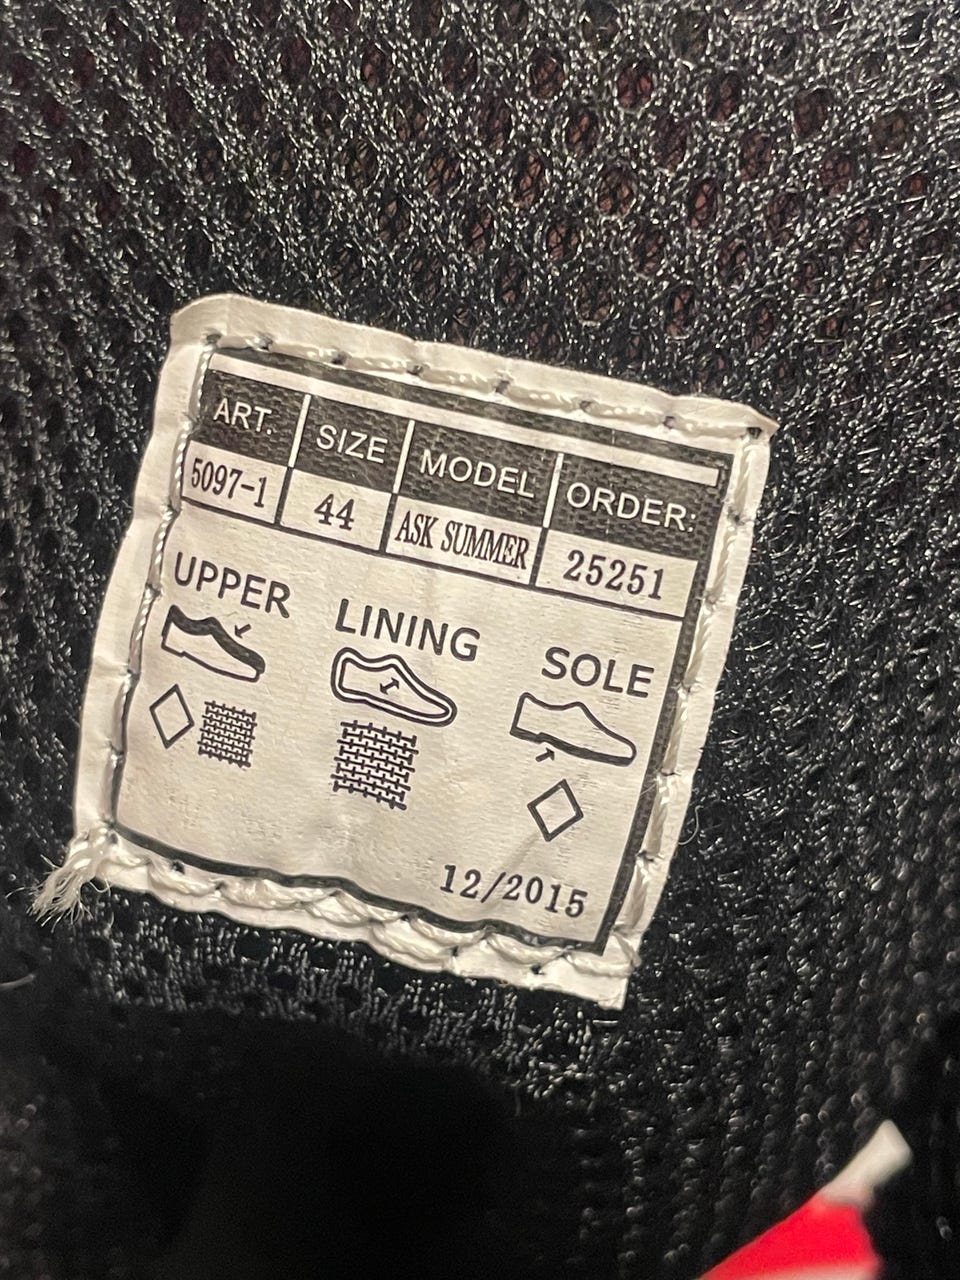 ART. SIZE MODEL ORDER:
5097-1 44 ASK SUMMER 25251
UPPER LINING SOLE
12/2015